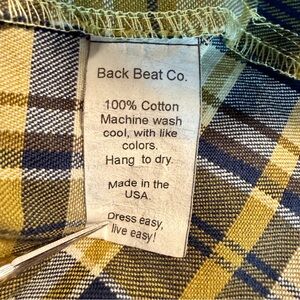 Back Beat Co.
100% Cotton
Machine wash
cool, with like
colors.
Hang to dry.
Made in the
USA.
Dress easy,
live easy!